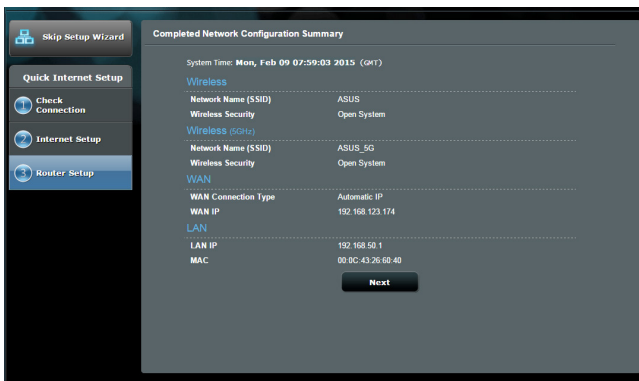 Skip Setup Wizard
Quick Internet Setup
1 Check
Connection
2 Internet Setup
3 Router Setup
Completed Network Configuration Summary
System Time: Mon, Feb 09 07:59:03 2015 (GMT)
Wireless
Network Name (SSID) ASUS
Wireless Security Open System
Wireless (5GHz)
Network Name (SSID) ASUS_5G
Wireless Security Open System
WAN
WAN Connection Type Automatic IP
WAN IP 192.168.123.174
LAN
LAN IP 192.168.50.1
MAC 00:0C:43:26:60:40
Next